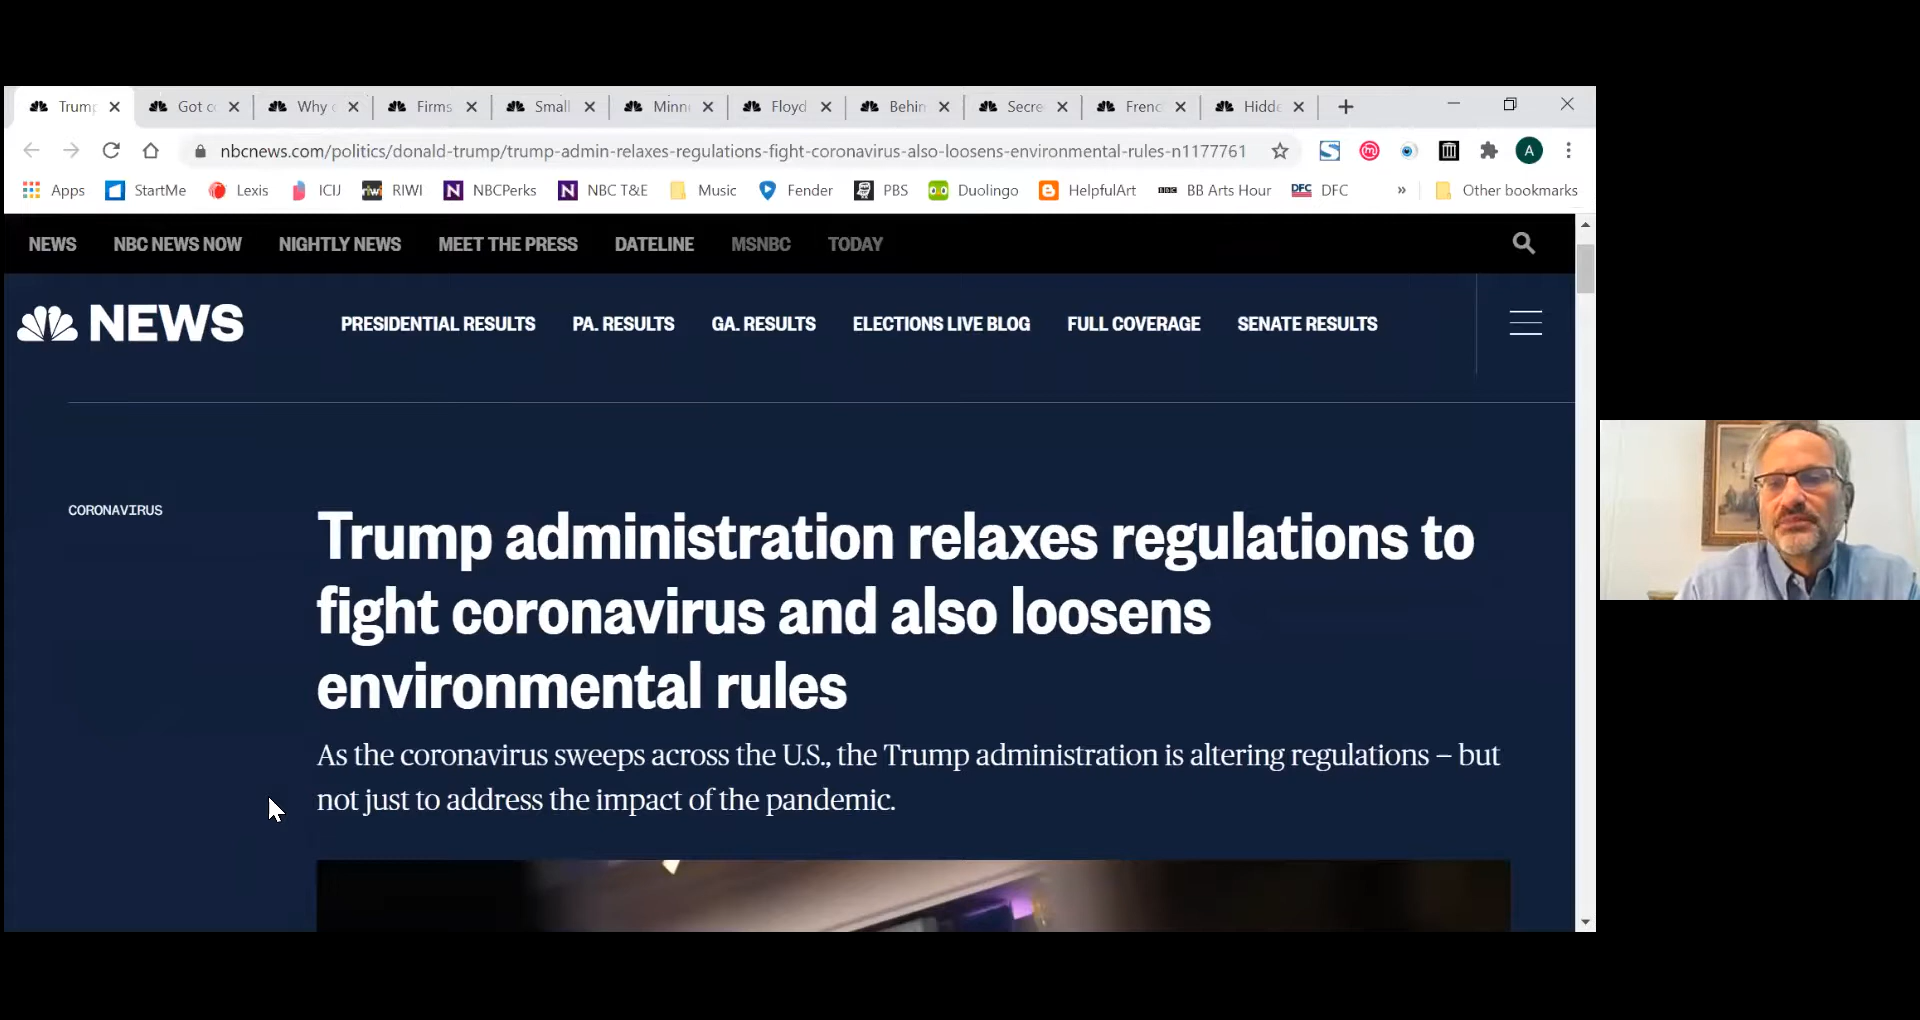 Trump
Got c
Why
Firms
Small
Minn
Floyd
Behin
Secre
Frenc
Hidde
nbcnews.com/politics/donald-trump/trump-admin-relaxes-regulations-fight-coronavirus-also-loosens-environmental-rules-n1177761
A
Apps
StartMe
Lexis
ICIJ
riwi RIWI
N NBCPerks
N NBC T&E
Music
Fender
PBS
Duolingo
HelpfulArt
BBC BB Arts Hour
DFC DFC
»
Other bookmarks
NEWS
NBC NEWS NOW
NIGHTLY NEWS
MEET THE PRESS
DATELINE
MSNBC
TODAY
NEWS
PRESIDENTIAL RESULTS
PA. RESULTS
GA. RESULTS
ELECTIONS LIVE BLOG
FULL COVERAGE
SENATE RESULTS
CORONAVIRUS
Trump administration relaxes regulations to
fight coronavirus and also loosens
environmental rules
As the coronavirus sweeps across the U.S., the Trump administration is altering regulations — but
not just to address the impact of the pandemic.